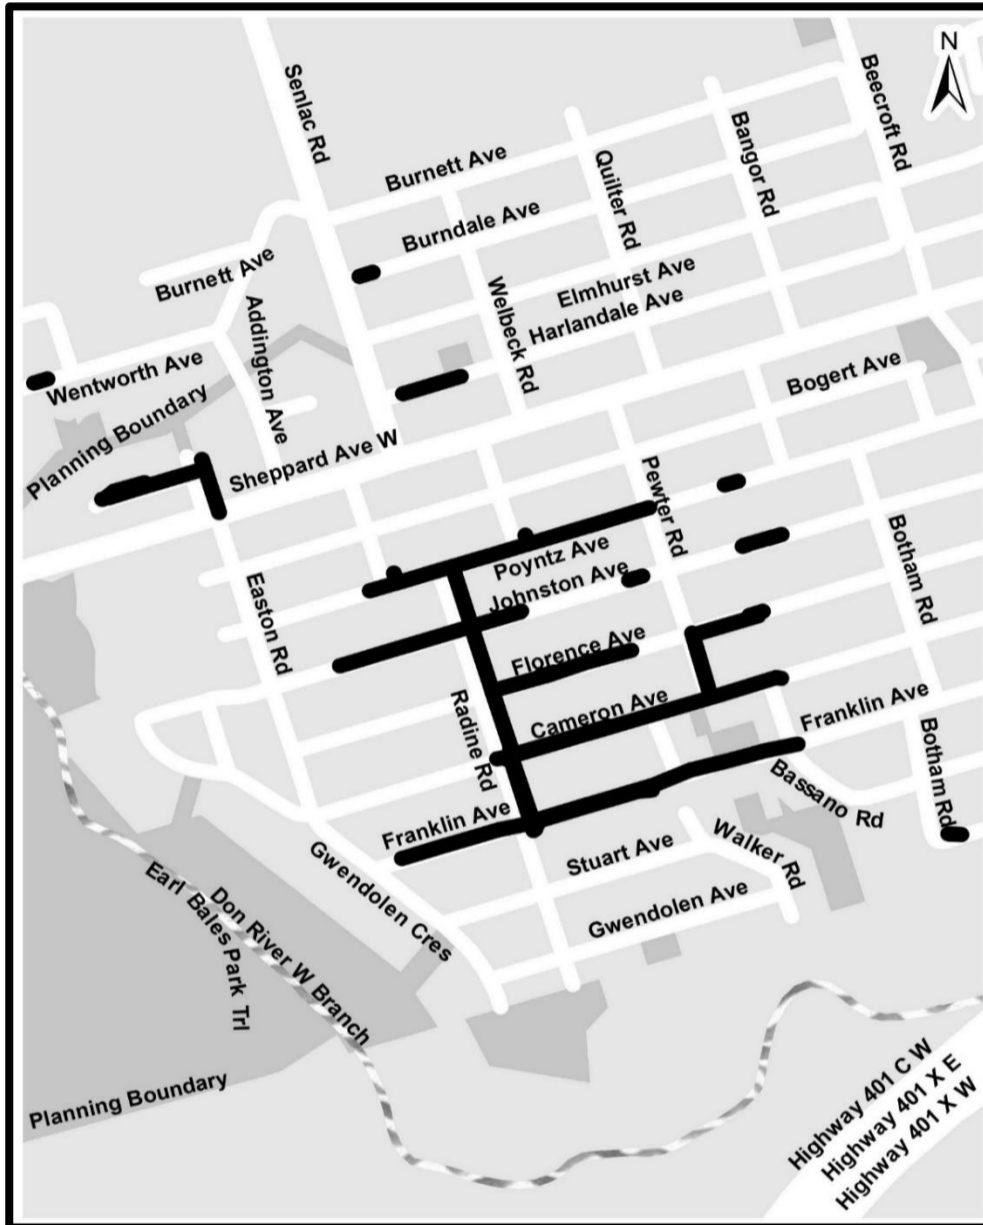 N
Senlac Rd
Beecroft Rd
Bangor Rd
Burnett Ave
Quilter Rd
Burndale Ave
Burnett Ave
Elmhurst Ave
Welbeck Rd
Harlandale Ave
Addington Ave
Wentworth Ave
Bogert Ave
Planning Boundary
Sheppard Ave W
Pewter Rd
Poyntz Ave
Botham Rd
Johnston Ave
Easton Rd
Florence Ave
Cameron Ave
Radine Rd
Franklin Ave
Botham Rd
Bassano Rd
Franklin Ave
Walker Rd
Stuart Ave
Gwendolen Cres
Gwendolen Ave
Earl Bales Park Trl
Don River W Branch
Planning Boundary
Highway 401 C W
Highway 401 X E
Highway 401 X W